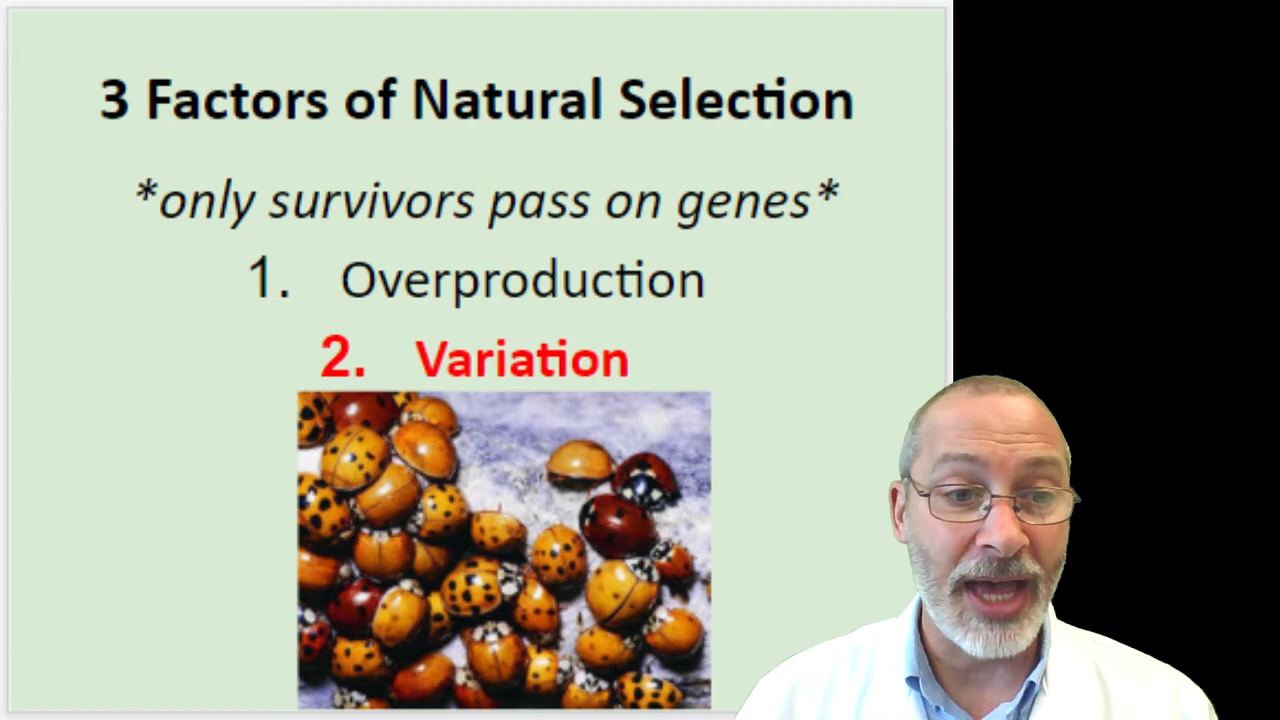 3 Factors of Natural Selection
*only survivors pass on genes*
1. Overproduction
2. Variation